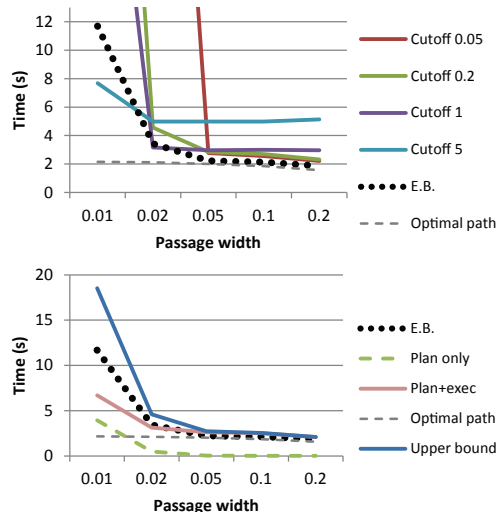 12
10
8
6
4
2
0
Time (s)
0.01 0.02 0.05 0.1 0.2
Passage width
Cutoff 0.05
Cutoff 0.2
Cutoff 1
Cutoff 5
E.B.
Optimal path
20
15
10
5
0
Time (s)
0.01 0.02 0.05 0.1 0.2
Passage width
E.B.
Plan only
Plan+exec
Optimal path
Upper bound